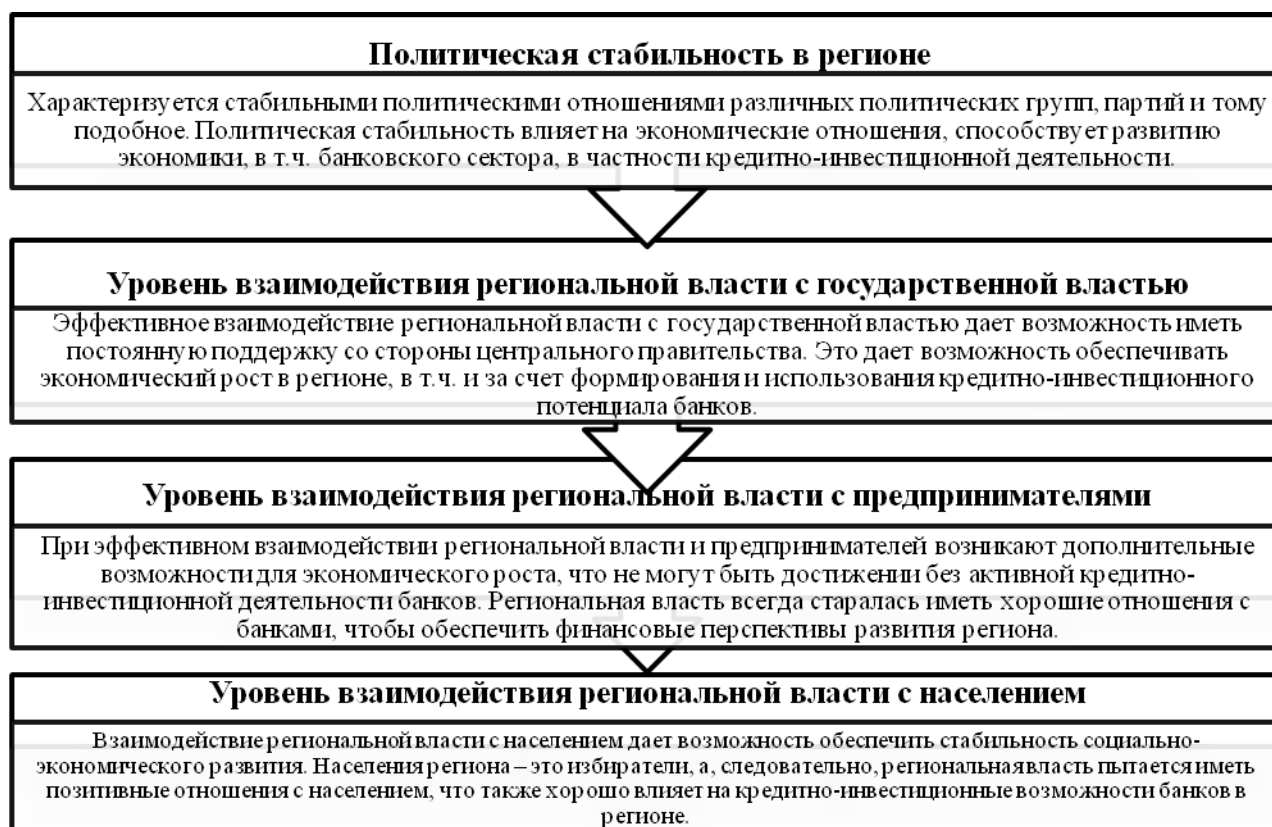 Политическая стабильность в регионе
Характеризуется стабильными политическими отношениями различных политических групп, партий и тому
подобное. Политическая стабильность влияет на экономические отношения, способствует развитию
экономики, в т.ч. банковского сектора, в частности кредитно-инвестиционной деятельности.
Уровень взаимодействия региональной власти с государственной властью
Эффективное взаимодействие региональной власти с государственной властью дает возможность иметь
постоянную поддержку со стороны центрального правительства. Это дает возможность обеспечивать
экономический рост в регионе, в т.ч. и за счет формирования и использования кредитно-инвестиционного
потенциала банков.
Уровень взаимодействия региональной власти с предпринимателями
При эффективном взаимодействии региональной власти и предпринимателей возникают дополнительные
возможности для экономического роста, что не могут быть достижении без активной кредитно-
инвестиционной деятельности банков. Региональная власть всегда старалась иметь хорошие отношения с
банками, чтобы обеспечить финансовые перспективы развития региона.
Уровень взаимодействия региональной власти с населением
Взаимодействие региональной власти с населением дает возможность обеспечить стабильность социально-
экономического развития. Населения региона – это избиратели, а, следовательно, региональная власть пытается иметь
позитивные отношения с населением, что также хорошо влияет на кредитно-инвестиционные возможности банков в
регионе.